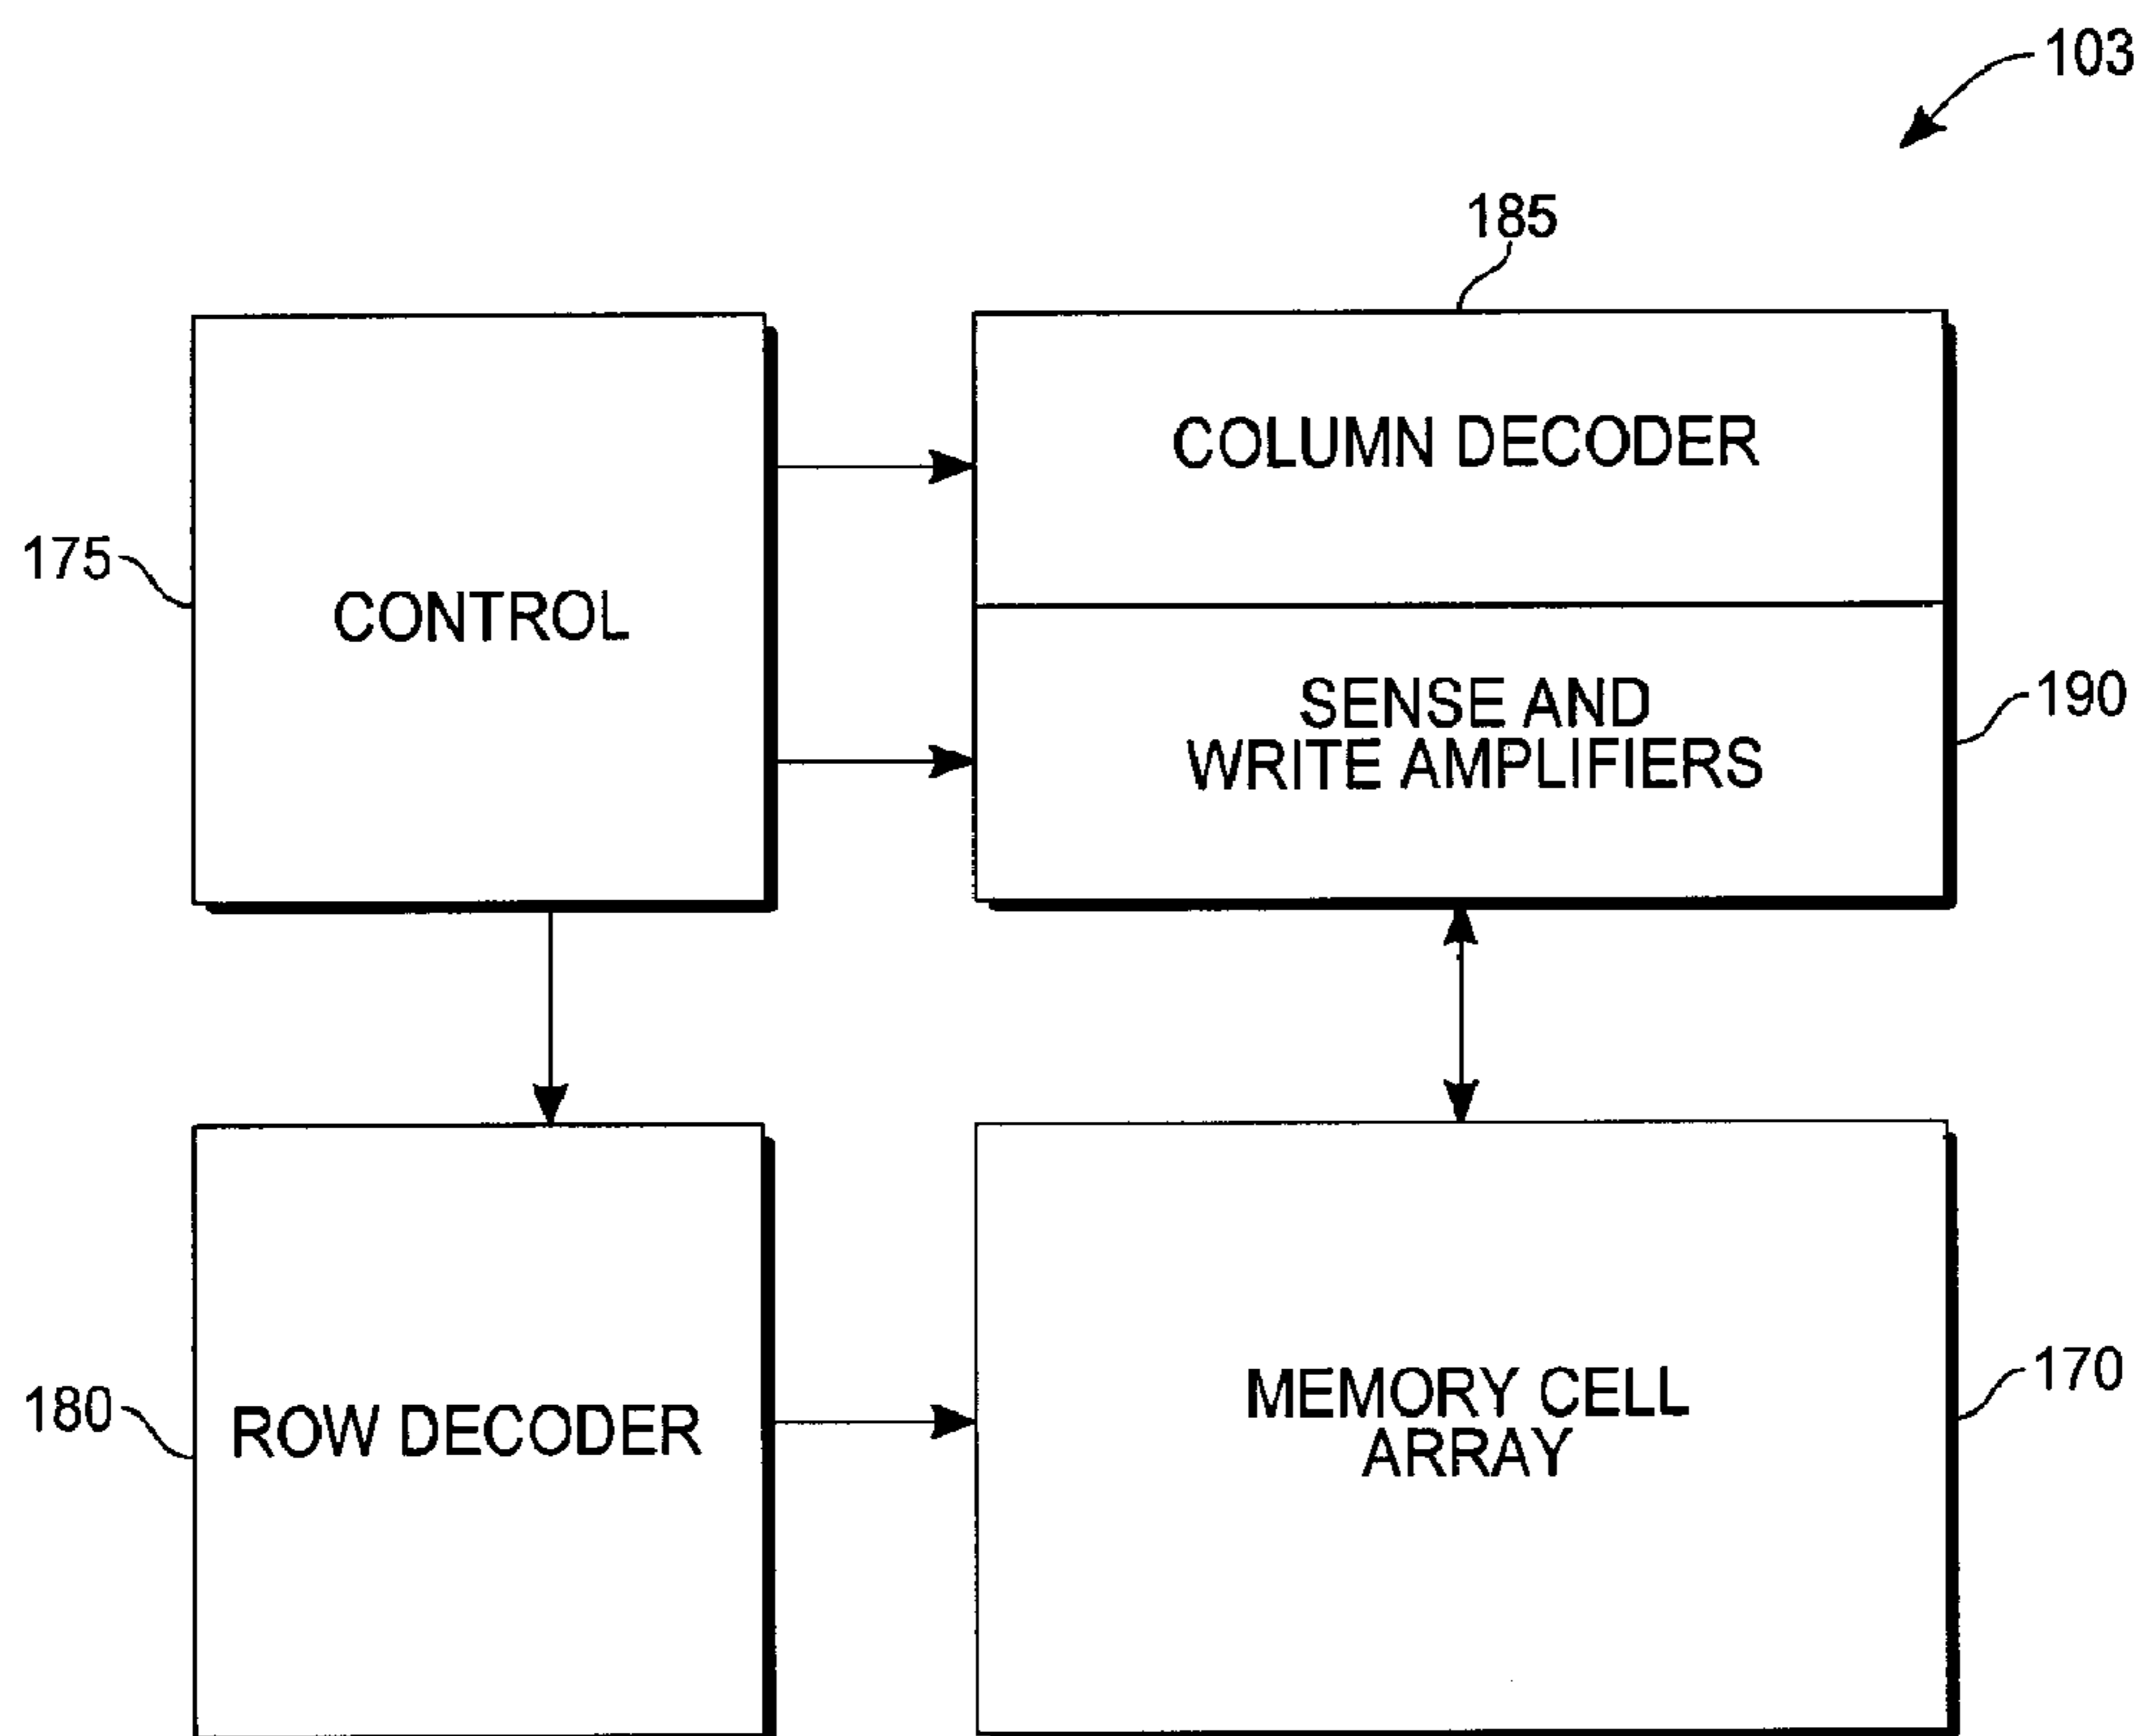 103
185
COLUMN DECODER
175
CONTROL
SENSE AND
WRITE AMPLIFIERS
190
180
ROW DECODER
MEMORY CELL
ARRAY
170